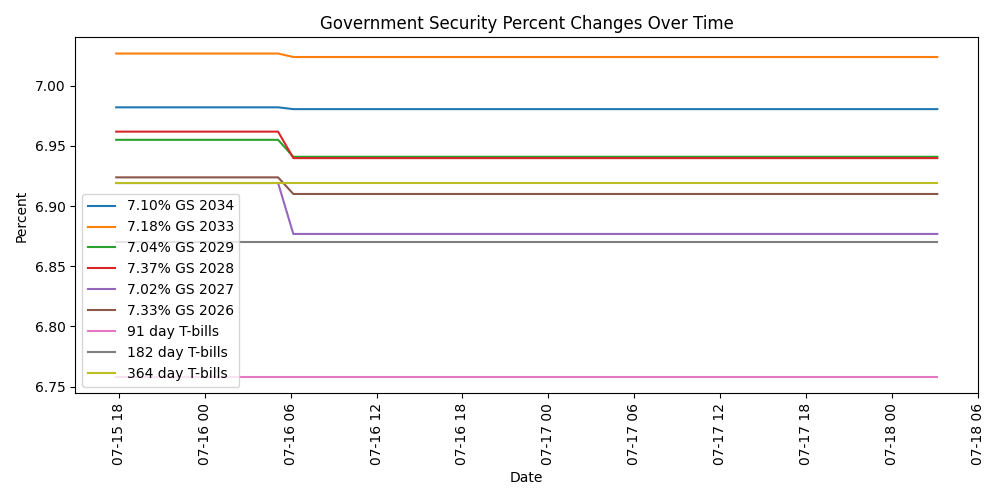 Government Security Percent Changes Over Time
Percent
7.00
6.95
6.90
6.85
6.80
6.75
7.10% GS 2034
7.18% GS 2033
7.04% GS 2029
7.37% GS 2028
7.02% GS 2027
7.33% GS 2026
91 day T-bills
182 day T-bills
364 day T-bills
07-15 18
07-16 00
07-16 06
07-16 12
07-16 18
07-17 00
07-17 06
07-17 12
07-17 18
07-18 00
07-18 06
Date